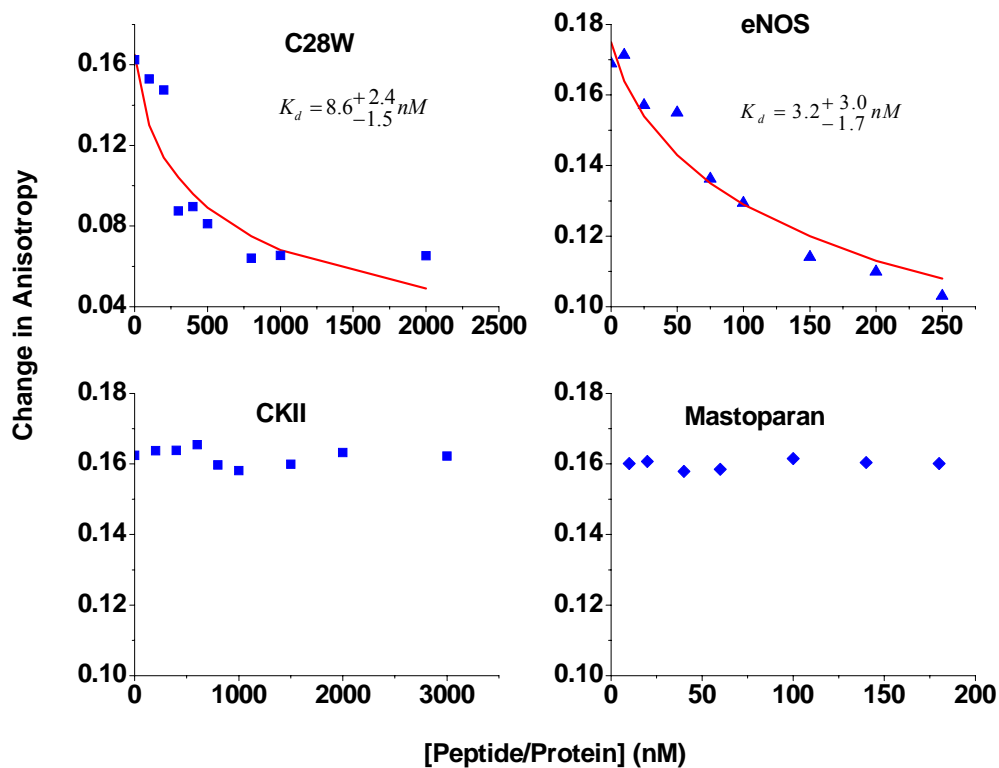 Change in Anisotropy
C28W
K_d = 8.6 +2.4 −1.5 nM
0.16
0.12
0.08
0.04
0 500 1000 1500 2000 2500
eNOS
K_d = 3.2 +3.0 −1.7 nM
0.18
0.16
0.14
0.12
0.10
0 50 100 150 200 250
CKII
0.18
0.16
0.14
0.12
0.10
0 1000 2000 3000
Mastoparan
0.18
0.16
0.14
0.12
0.10
0 50 100 150 200
[Peptide/Protein] (nM)